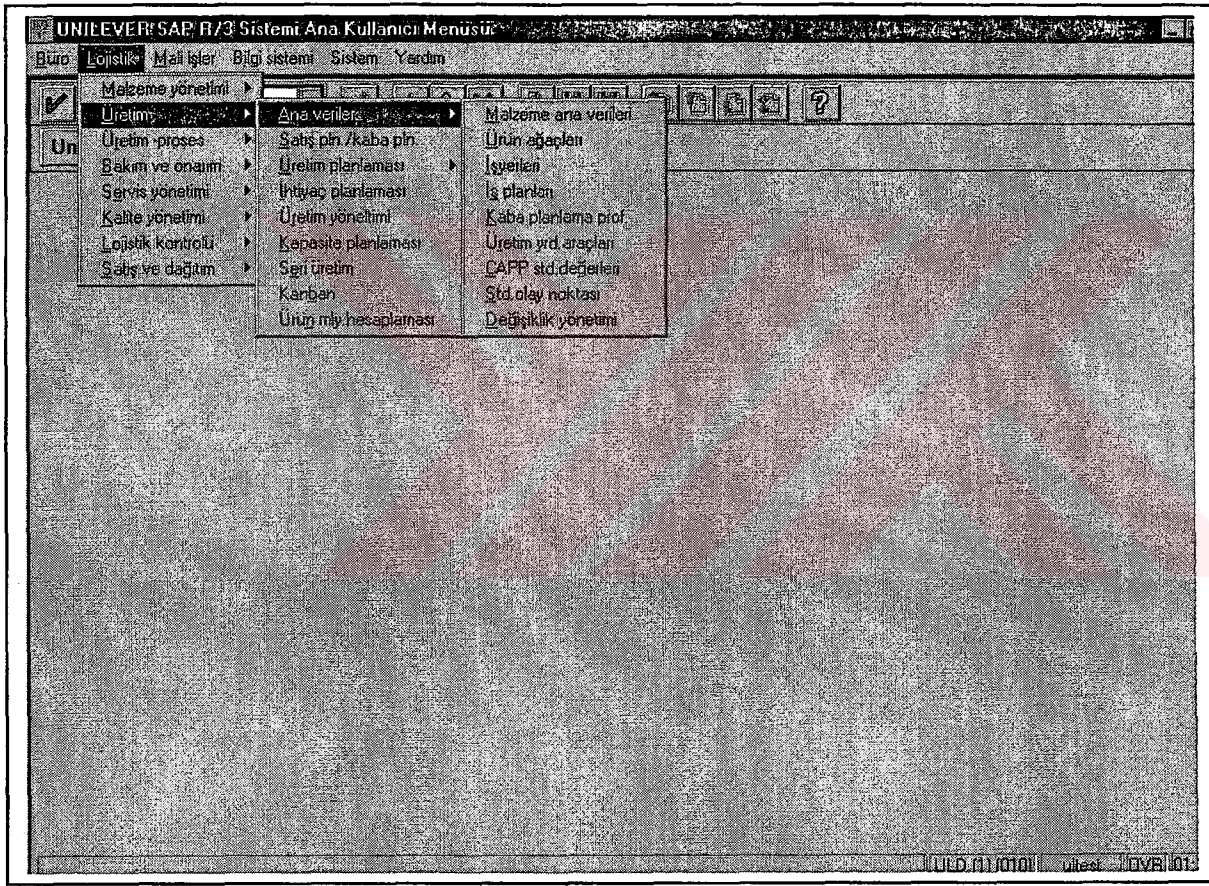 UNILEVER SAP R/3 Sistemi Ana Kullanıcı Menüsü
Büro Lojistik Mali işler Bilgi sistemi Sistem Yardım
Malzeme yönetimi
Üretim
Üretim -proses
Bakım ve onarım
Servis yönetimi
Kalite yönetimi
Lojistik kontrolü
Satış ve dağıtım
Ana veriler
Satış pln./kaba pln.
Üretim planlaması
İhtiyaç planlaması
Üretim yönetimi
Kapasite planlaması
Seri üretim
Kanban
Ürün mly hesaplaması
Malzeme ana verileri
Ürün ağaçları
İşyerleri
İş planları
Kaba planlama prof.
Üretim yrd.araçları
CAPP std.değerleri
Std.olay noktası
Değişiklik yönetimi
?
Un
ULD (1) (010) uitest OVR 01: